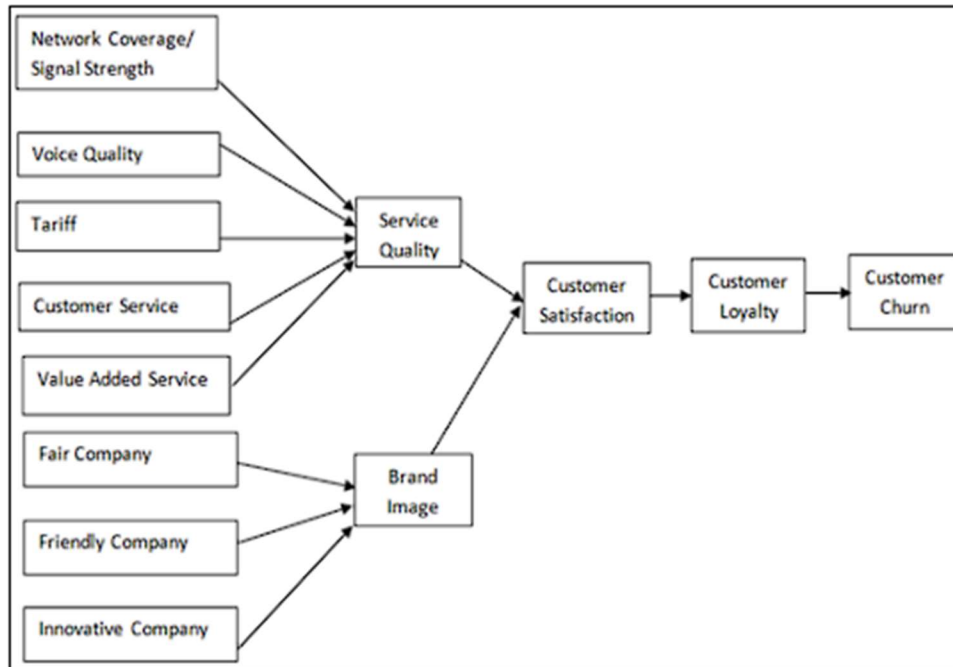 Network Coverage/
Signal Strength
Voice Quality
Tariff
Customer Service
Value Added Service
Fair Company
Friendly Company
Innovative Company
Service
Quality
Brand
Image
Customer
Satisfaction
Customer
Loyalty
Customer
Churn